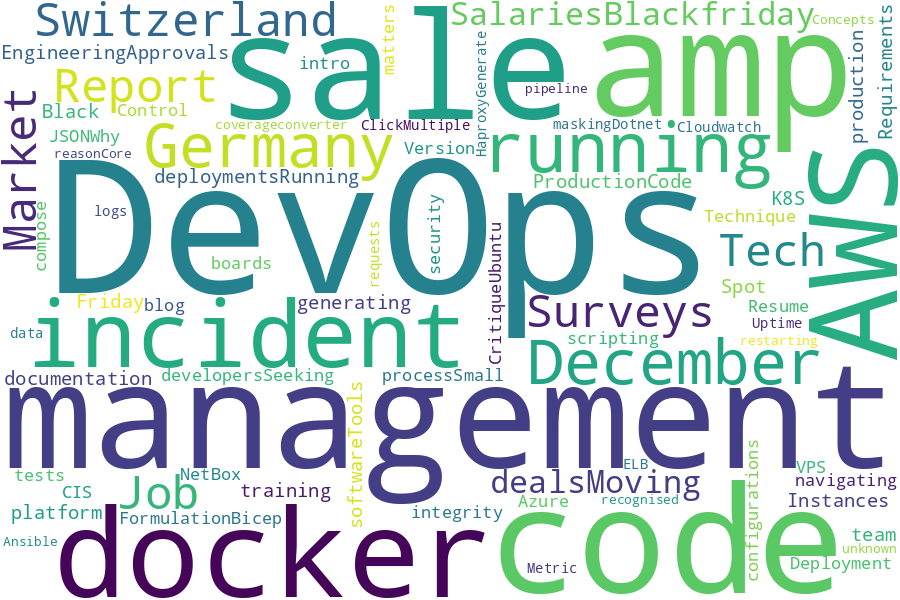 Switzerland
SalariesBlackfriday
Concepts
matters
sale
amp
Requirements
EngineeringApprovals
intro
production
HaproxyGenerate
Report
pipeline
Market
Black
Control
JSONWhy
coverageconverter
ClickMultiple
maskingDotnet
Cloudwatch
reasonCore
Germany
Version
running
AWS
deploymentsRunning
ProductionCode
DevOps
K8S
logs
Technique
compose
security
requests
CritiqueUbuntu
Tech
boards
Spot
Friday
blog
generating
Surveys
Resume
Uptime
data
incident
scripting
restarting
December
documentation
developersSeeking
processSmall
management
softwareTools
tests
NetBox
ELB
VPS
CIS
Job
training
dealsMoving
navigating
configurations
Azure
recognised
Instances
platform
FormulationBicep
integrity
docker
code
team
Ansible
unknown
Metric
Deployment